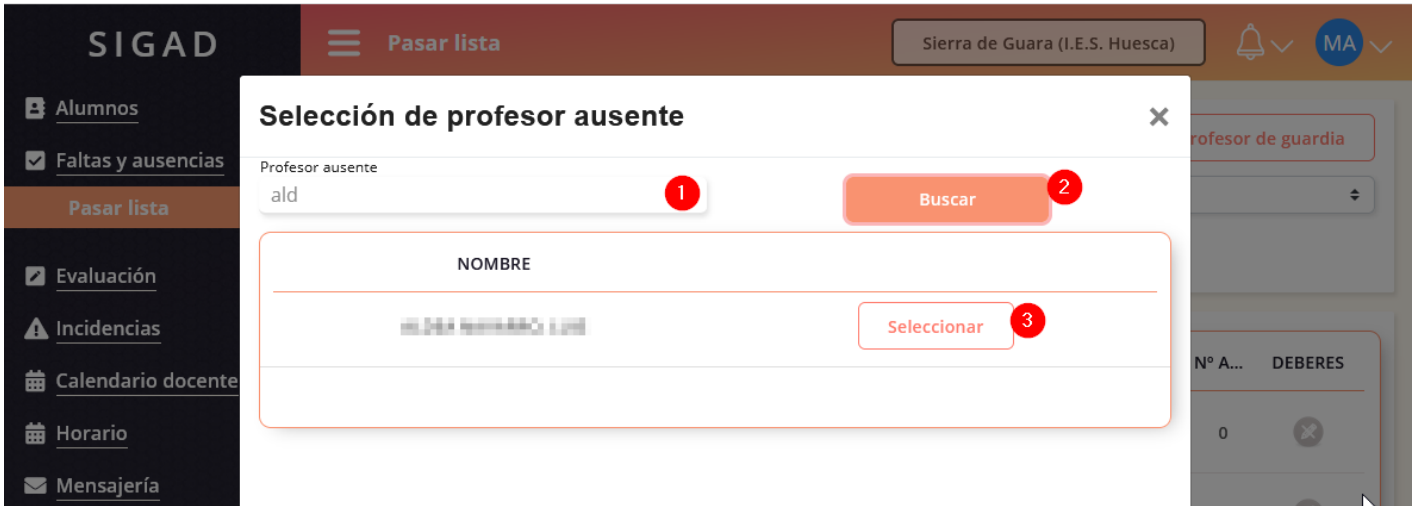 SIGAD
Pasar lista
Sierra de Guara (I.E.S. Huesca)
MA
Alumnos
Faltas y ausencias
Pasar lista
Evaluación
Incidencias
Calendario docente
Horario
Mensajería
Selección de profesor ausente
×
Profesor ausente
ald
1
Buscar
2
NOMBRE
Seleccionar
3
rofesor de guardia
Nº A... DEBERES
0